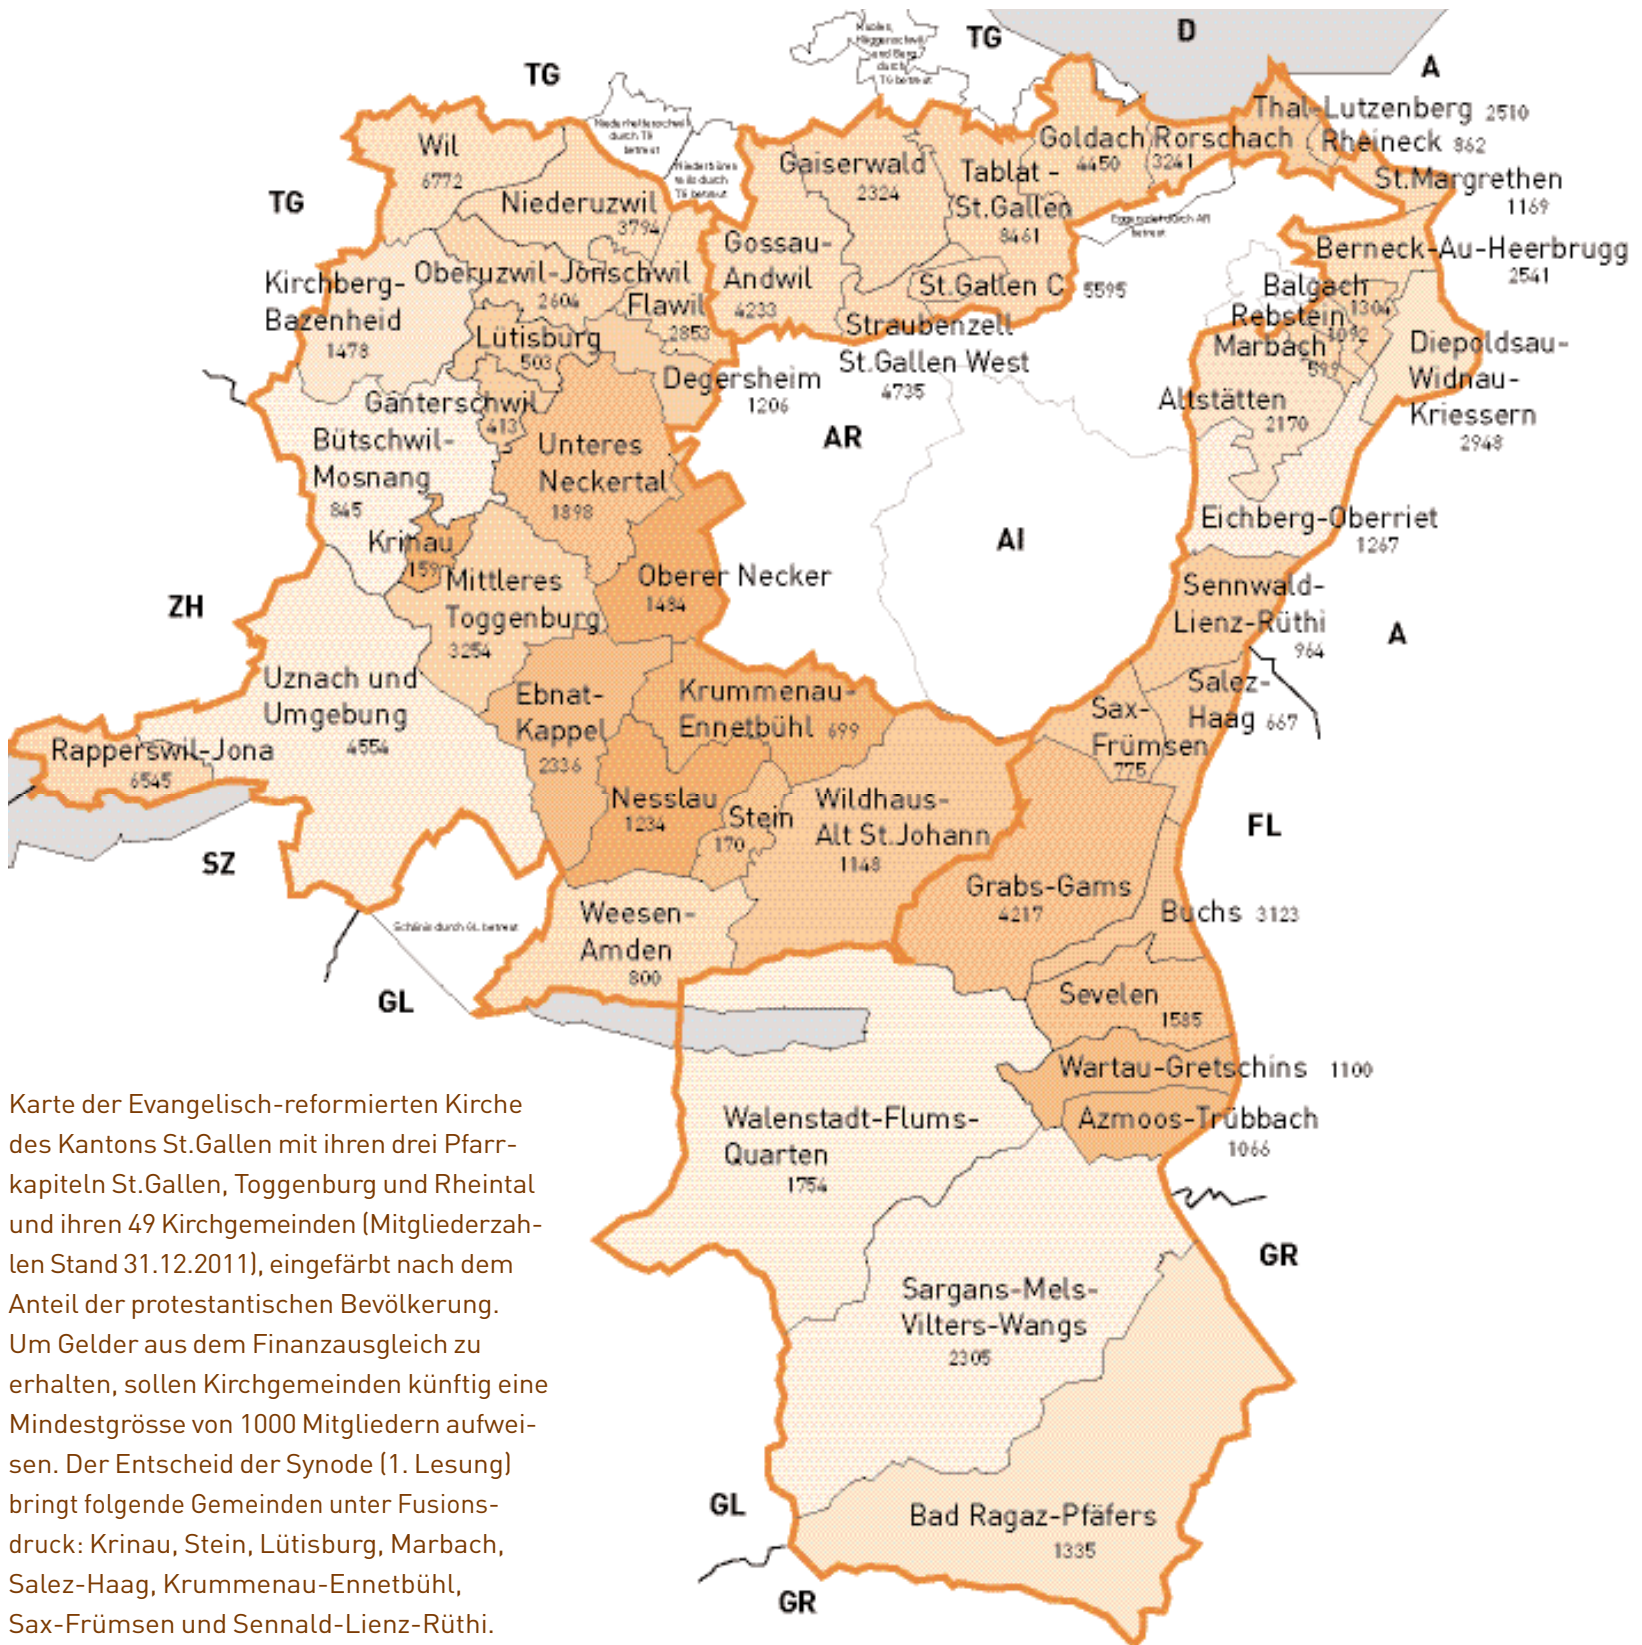 TG
D
TG
A
TG
Wil
6772
Niederuzwil
3794
Gaiserwald
2324
Tablat -
St.Gallen
8461
Goldach
4450
Rorschach
3241
Thal-Lutzenberg 2510
Rheineck 862
St.Margrethen
1169
Berneck-Au-Heerbrugg
2541
Kirchberg-
Bazenheid
1478
Oberuzwil-Jonschwil
2604
Flawil
2853
Gossau-
Andwil
4233
St.Gallen C 5595
Straubenzell
St.Gallen West
4735
Balgach
1304
Rebstein
1092
Marbach
599
Diepoldsau-
Widnau-
Kriessern
2948
Lütisburg
503
Degersheim
1206
Altstätten
2170
Ganterschwil
413
Bütschwil-
Mosnang
845
Unteres
Neckertal
1898
AR
AI
Eichberg-Oberriet
1267
Krinau
159
Mittleres
Toggenburg
3254
Oberer Necker
1484
Sennwald-
Lienz-Rüthi
964
A
ZH
Uznach und
Umgebung
4554
Ebnat-
Kappel
2336
Krummenau-
Ennetbühl 699
Sax-
Frümsen
775
Salez-
Haag 667
Rapperswil-Jona
6545
Nesslau
1234
Stein
170
Wildhaus-
Alt St.Johann
1148
FL
SZ
Grabs-Gams
4217
Buchs 3123
Schänis durch GL betreut
Weesen-
Amden
800
GL
Sevelen
1585
Wartau-Gretschins 1100
Azmoos-Trübbach
1066
Walenstadt-Flums-
Quarten
1754
GR
Sargans-Mels-
Vilters-Wangs
2305
GL
Bad Ragaz-Pfäfers
1335
GR
Karte der Evangelisch-reformierten Kirche
des Kantons St.Gallen mit ihren drei Pfarr-
kapiteln St.Gallen, Toggenburg und Rheintal
und ihren 49 Kirchgemeinden (Mitgliederzah-
len Stand 31.12.2011), eingefärbt nach dem
Anteil der protestantischen Bevölkerung.
Um Gelder aus dem Finanzausgleich zu
erhalten, sollen Kirchgemeinden künftig eine
Mindestgrösse von 1000 Mitgliedern aufwei-
sen. Der Entscheid der Synode (1. Lesung)
bringt folgende Gemeinden unter Fusions-
druck: Krinau, Stein, Lütisburg, Marbach,
Salez-Haag, Krummenau-Ennetbühl,
Sax-Frümsen und Sennald-Lienz-Rüthi.